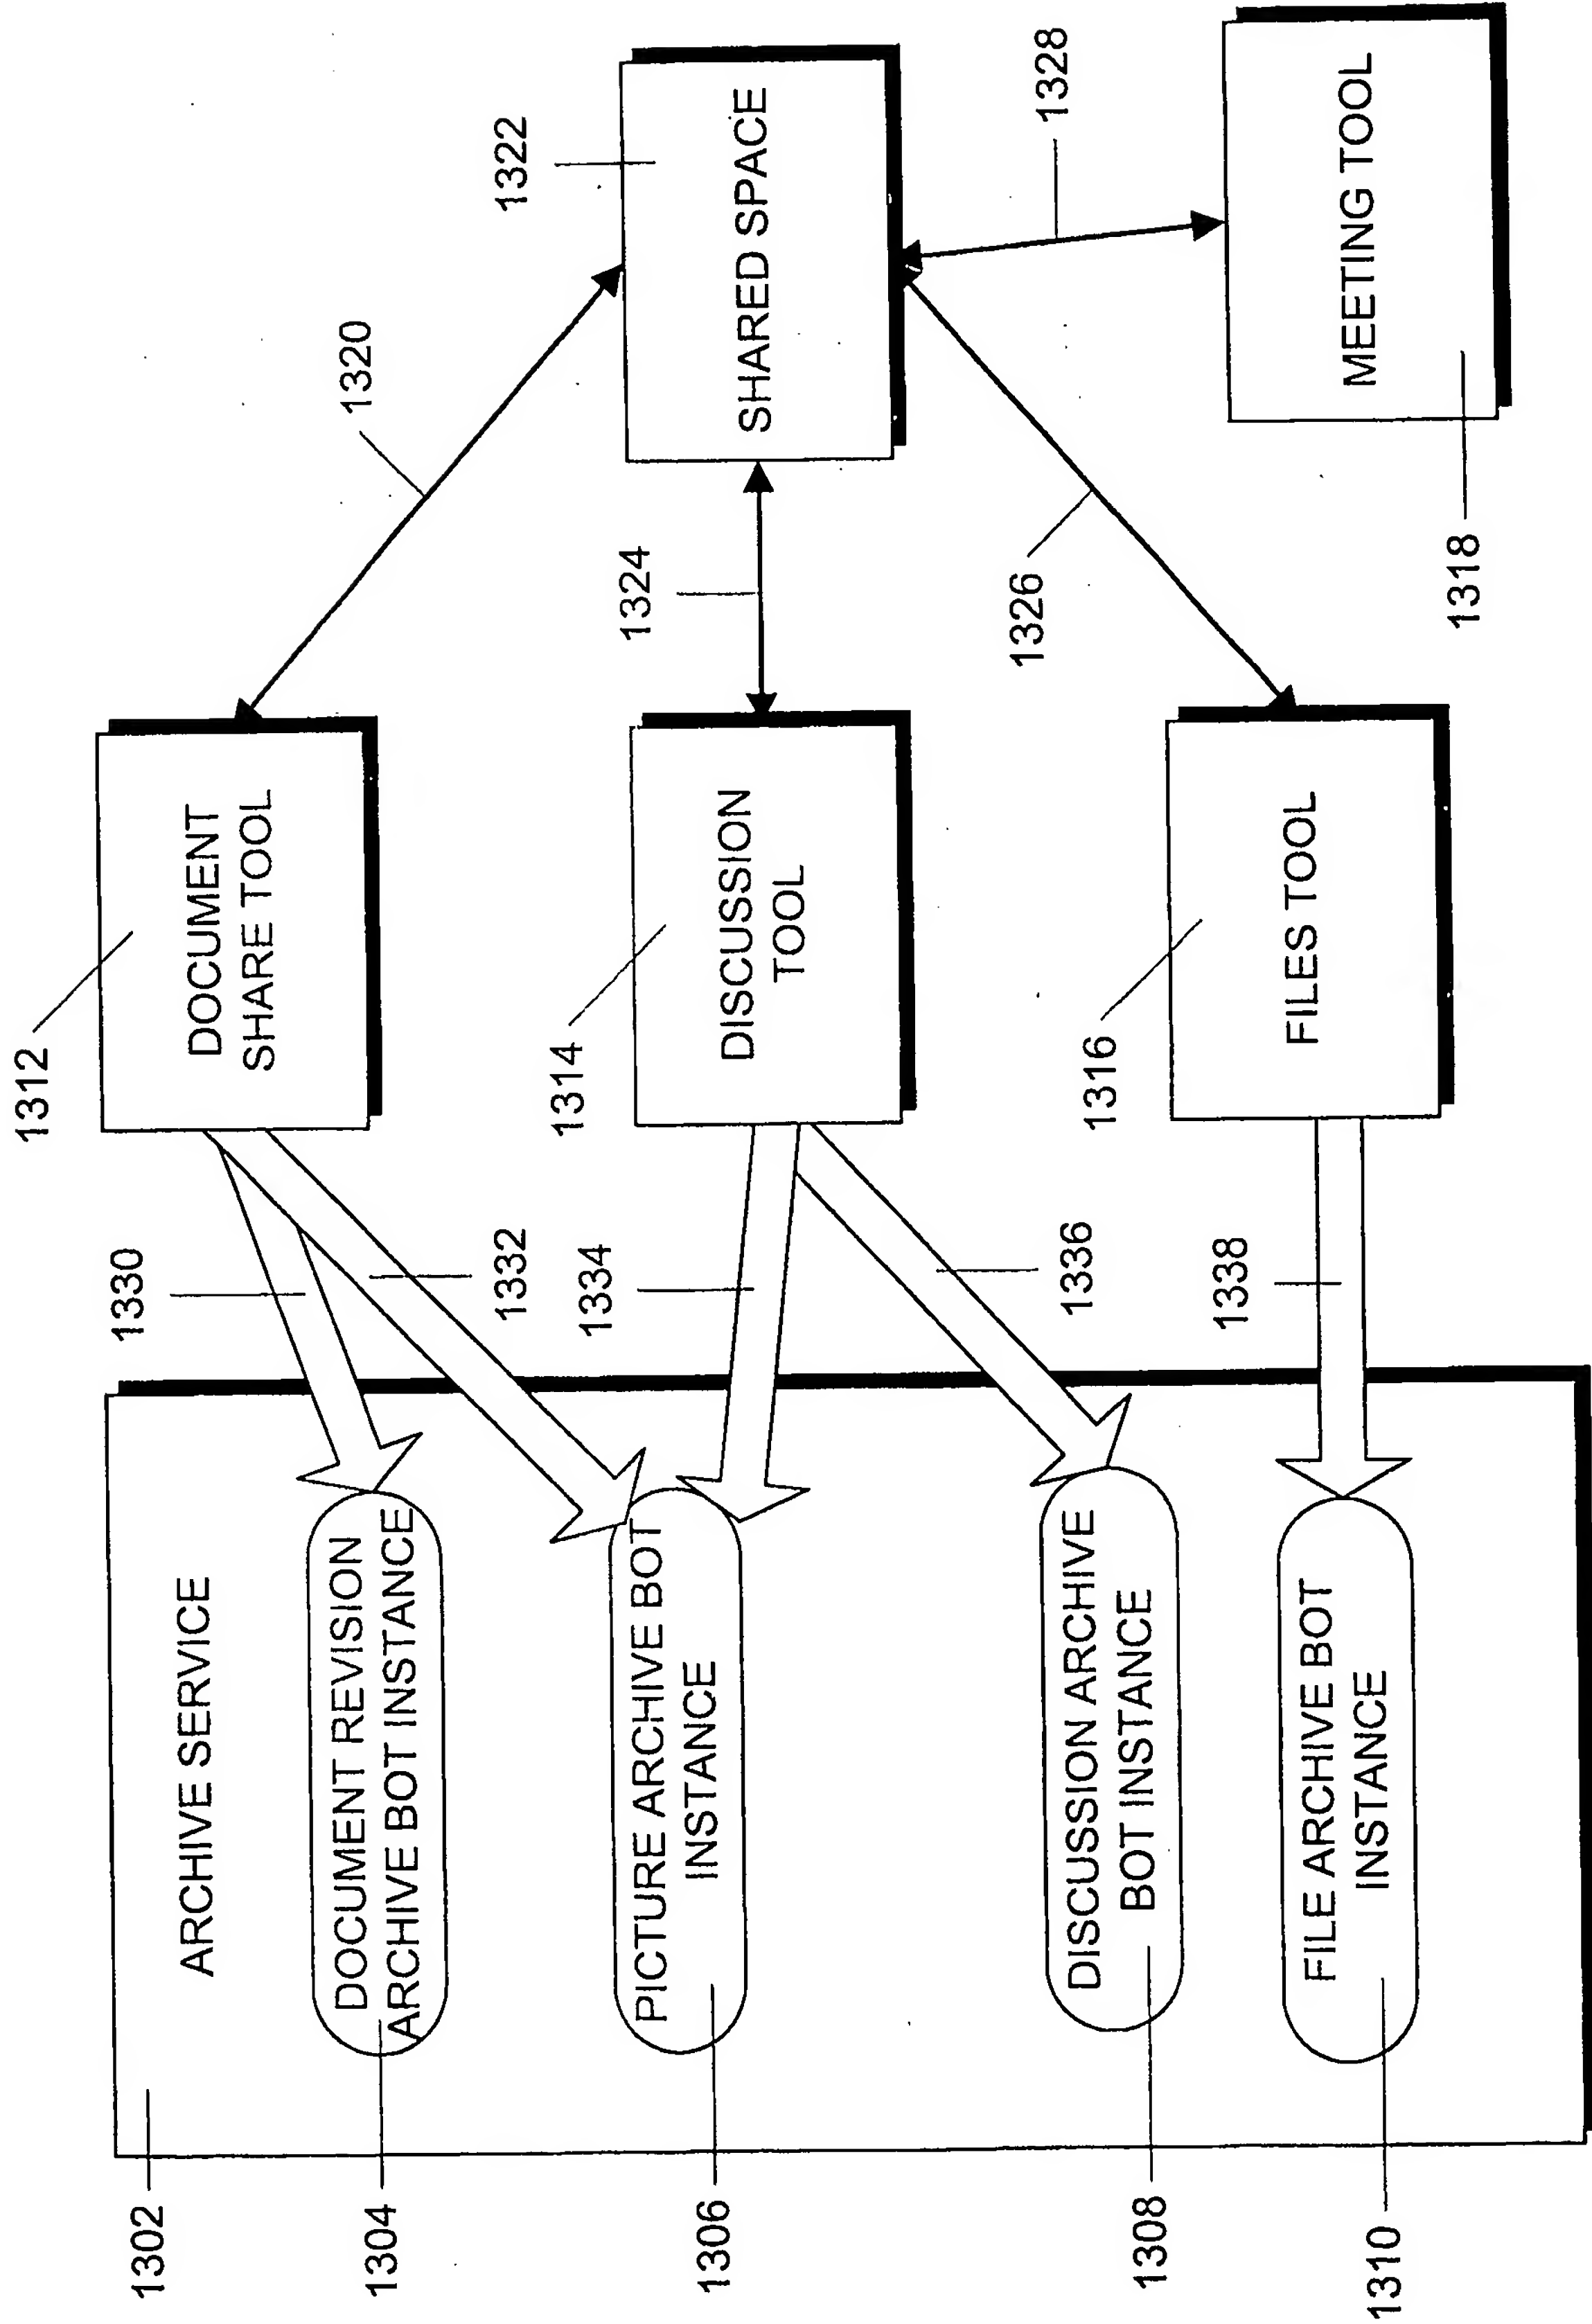 1302
ARCHIVE SERVICE
1304
DOCUMENT REVISION
ARCHIVE BOT INSTANCE
1306
PICTURE ARCHIVE BOT
INSTANCE
1308
DISCUSSION ARCHIVE
BOT INSTANCE
1310
FILE ARCHIVE BOT
INSTANCE
1330
1332
1334
1336
1338
1312
DOCUMENT
SHARE TOOL
1314
DISCUSSION
TOOL
1316
FILES TOOL
1320
1324
1326
1322
SHARED SPACE
1328
1318
MEETING TOOL